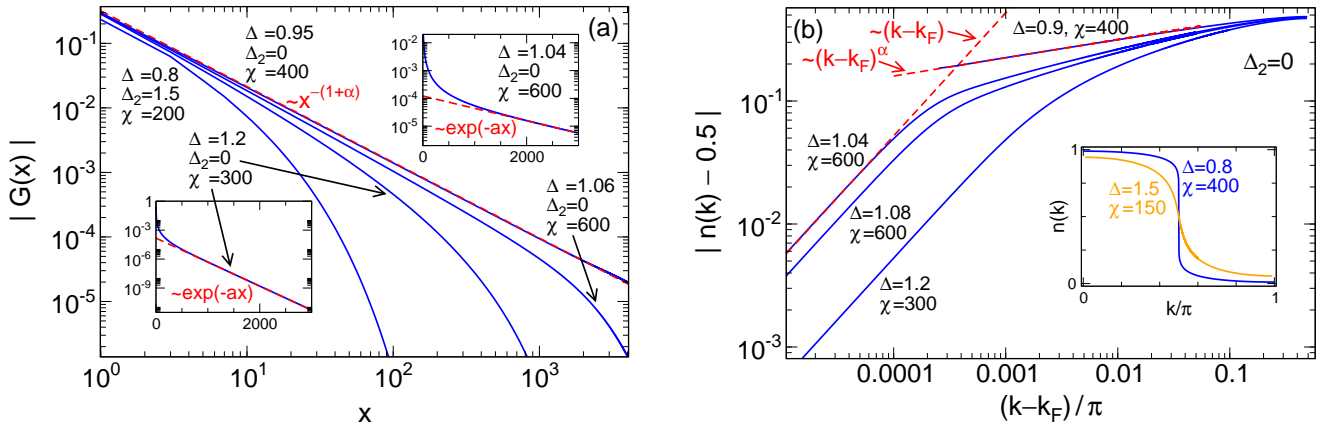 (a)
| G(x) |
10⁻¹
10⁻²
10⁻³
10⁻⁴
10⁻⁵
10⁰
10¹
10²
10³
x
Δ =0.95
Δ₂=0
χ =400
Δ =0.8
Δ₂=1.5
χ=200
~x⁻⁽¹⁺ᵅ⁾
Δ =1.2
Δ₂=0
χ =300
Δ =1.06
Δ₂=0
χ =600
10⁻²
10⁻³
10⁻⁴
10⁻⁵
Δ =1.04
Δ₂=0
χ =600
~exp(-ax)
0
2000
1
10⁻³
10⁻⁶
10⁻⁹
~exp(-ax)
0
2000
(b)
| n(k) − 0.5 |
10⁻¹
10⁻²
10⁻³
0.0001
0.001
0.01
0.1
(k−k_F) / π
~(k−k_F)
Δ=0.9, χ=400
~(k−k_F)ᵅ
Δ₂=0
Δ=1.04
χ=600
Δ=1.08
χ=600
Δ=1.2
χ=300
1
0
n(k)
Δ=0.8
χ=400
Δ=1.5
χ=150
0
1
k/π